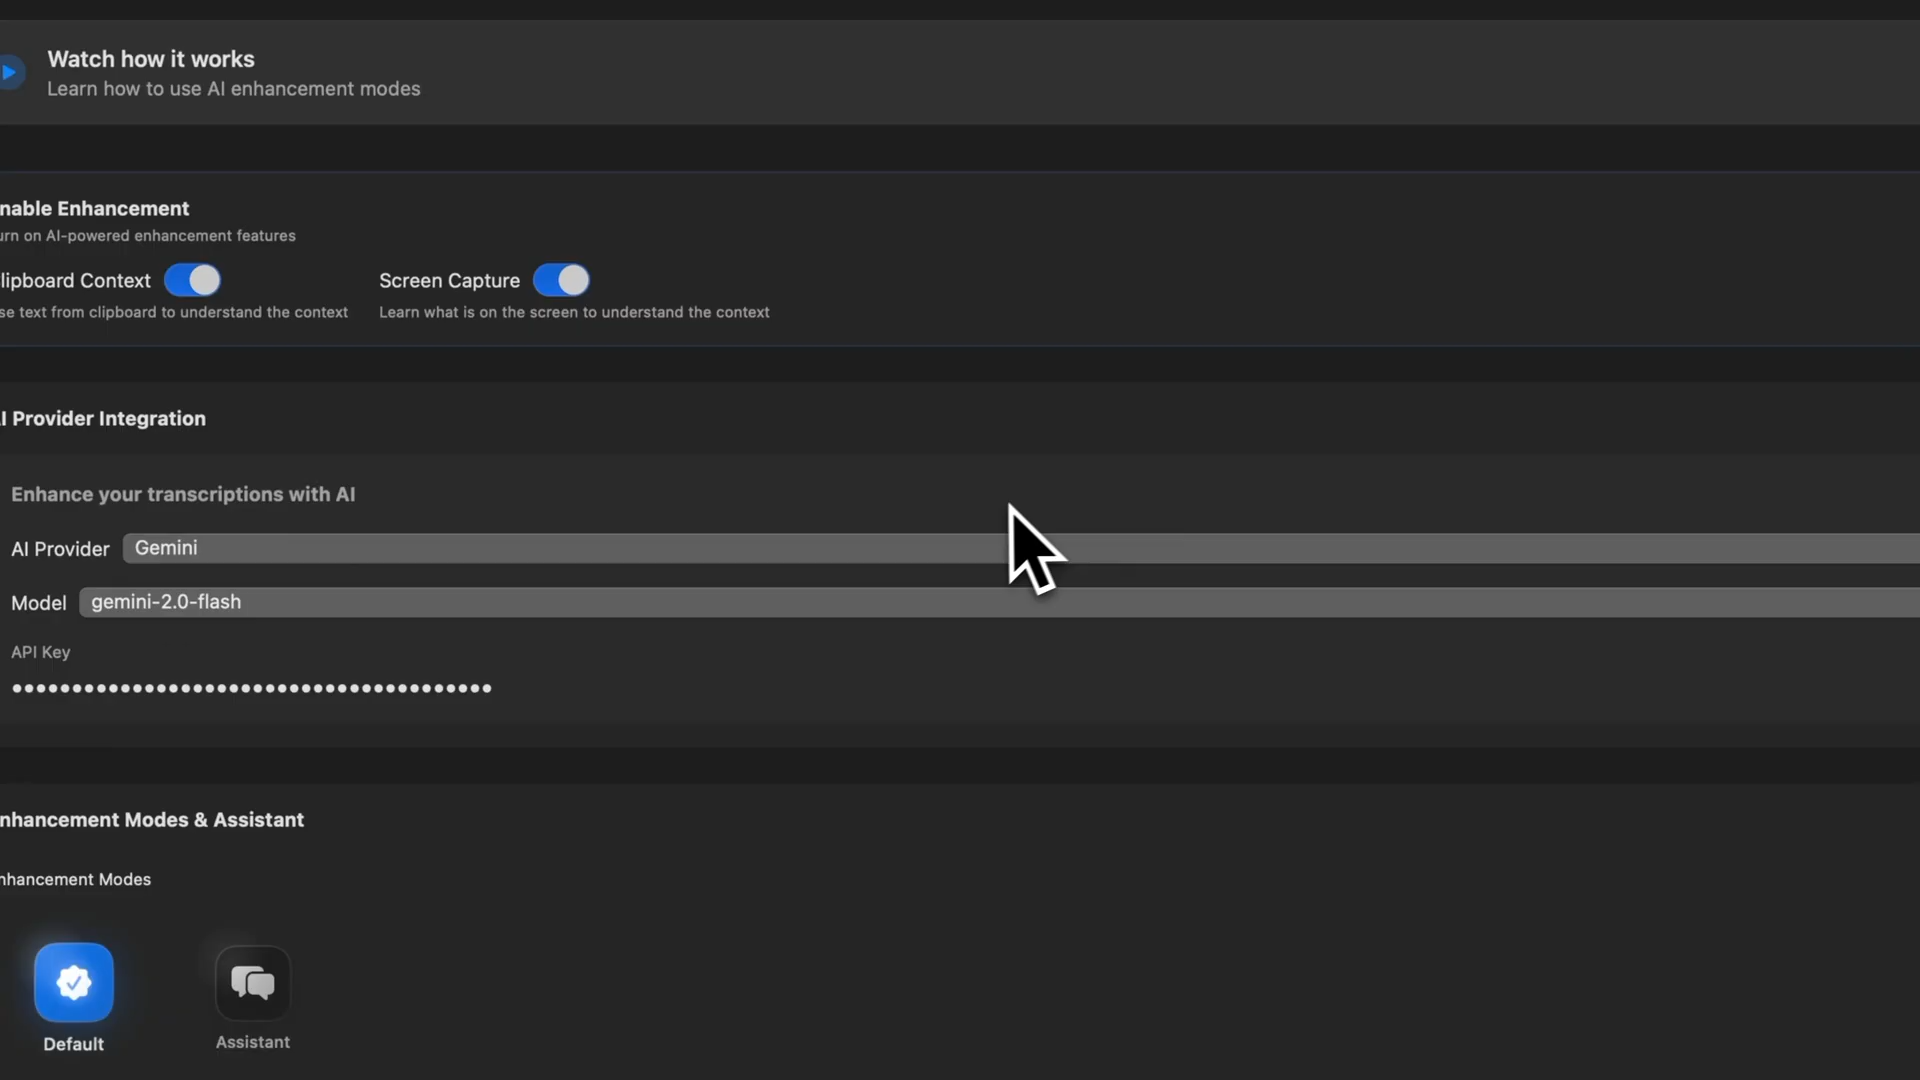 Watch how it works
Learn how to use AI enhancement modes
nable Enhancement
urn on AI-powered enhancement features
lipboard Context
Screen Capture
se text from clipboard to understand the context
Learn what is on the screen to understand the context
I Provider Integration
Enhance your transcriptions with AI
AI Provider Gemini
Model gemini-2.0-flash
API Key
••••••••••••••••••••••••••••••••••••••••
nhancement Modes & Assistant
nhancement Modes
Default
Assistant